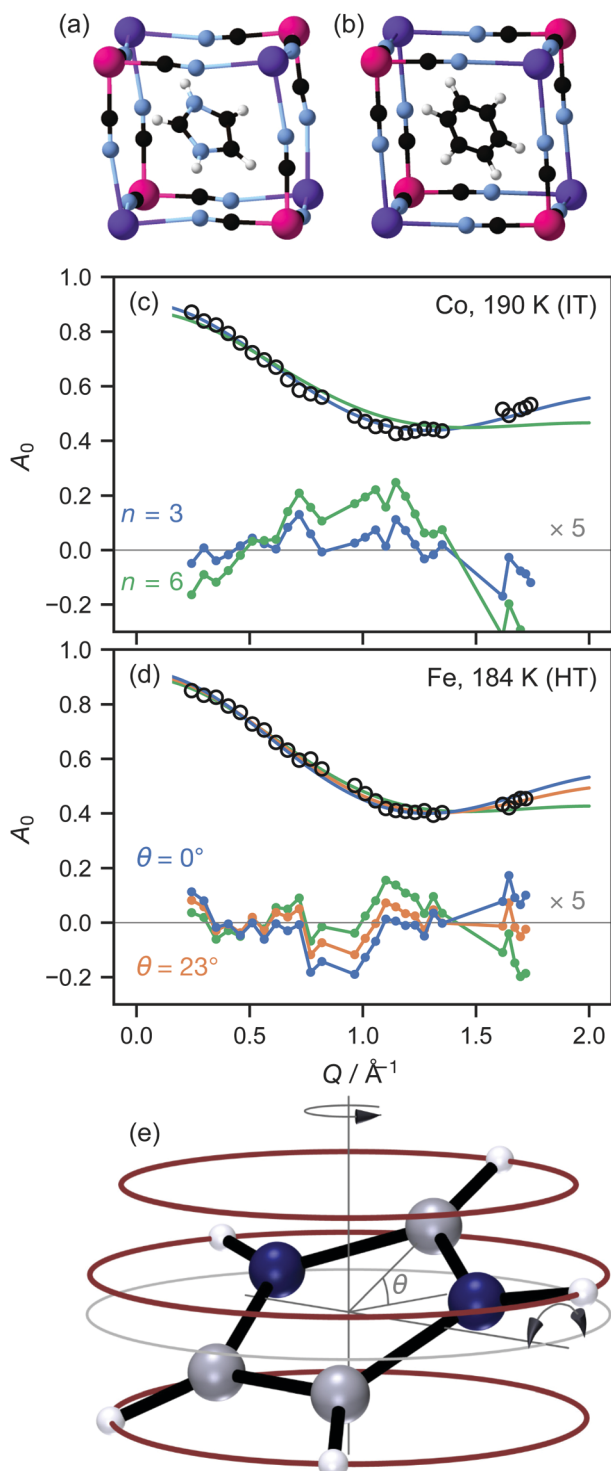 (a)
(b)
(c)
Co, 190 K (IT)
1.0
0.8
0.6
0.4
0.2
0.0
−0.2
A₀
n = 3
n = 6
× 5
(d)
Fe, 184 K (HT)
1.0
0.8
0.6
0.4
0.2
0.0
−0.2
A₀
θ = 0°
θ = 23°
× 5
0.0 0.5 1.0 1.5 2.0
Q / Å⁻¹
(e)
θ